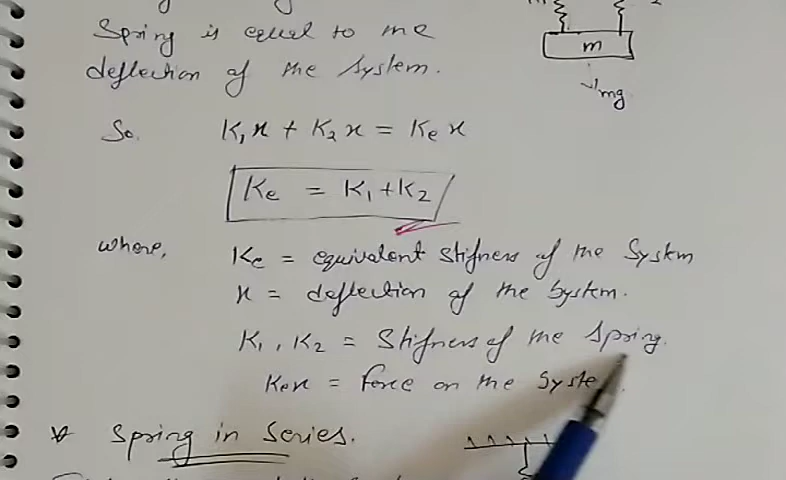 Spring is equal to the
deflection of the System.
m
mg
So, K₁x + K₂x = Kₑx
Kₑ = K₁+K₂
where, Kₑ = equivalent Stifness of the System
x = deflection of the System.
K₁, K₂ = Stifness of the Spring.
Kₑx = Force on the System.
Spring in Series.